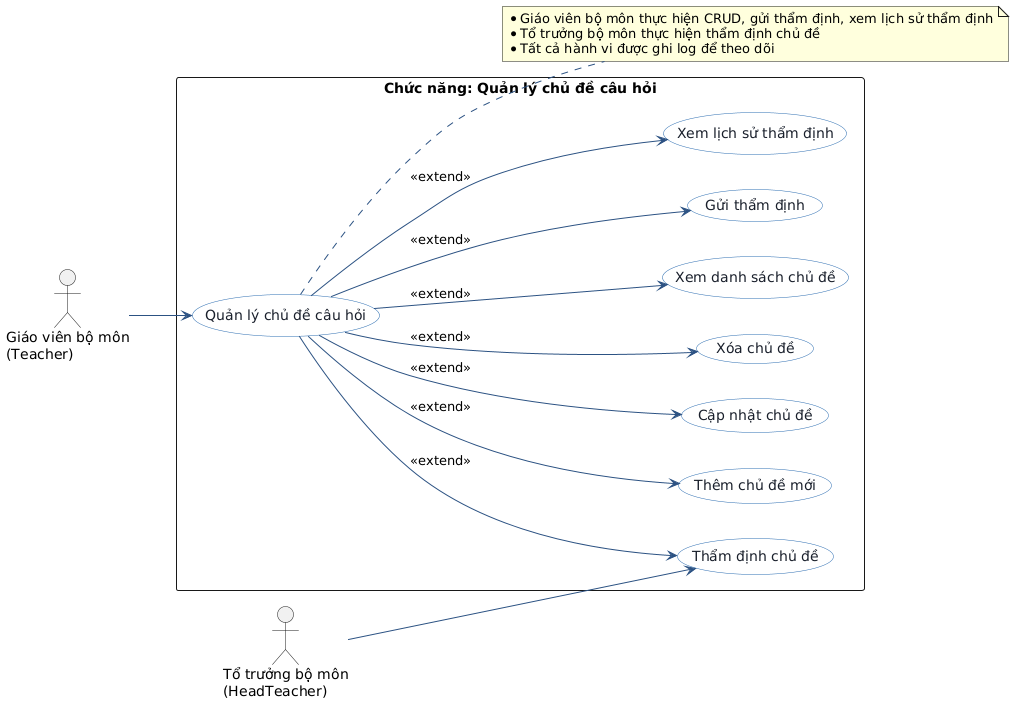 • Giáo viên bộ môn thực hiện CRUD, gửi thẩm định, xem lịch sử thẩm định
• Tổ trưởng bộ môn thực hiện thẩm định chủ đề
• Tất cả hành vi được ghi log để theo dõi
Chức năng: Quản lý chủ đề câu hỏi
Xem lịch sử thẩm định
«extend»
Gửi thẩm định
«extend»
Xem danh sách chủ đề
«extend»
Quản lý chủ đề câu hỏi
Giáo viên bộ môn
(Teacher)
«extend»
Xóa chủ đề
«extend»
Cập nhật chủ đề
«extend»
Thêm chủ đề mới
«extend»
Thẩm định chủ đề
Tổ trưởng bộ môn
(HeadTeacher)